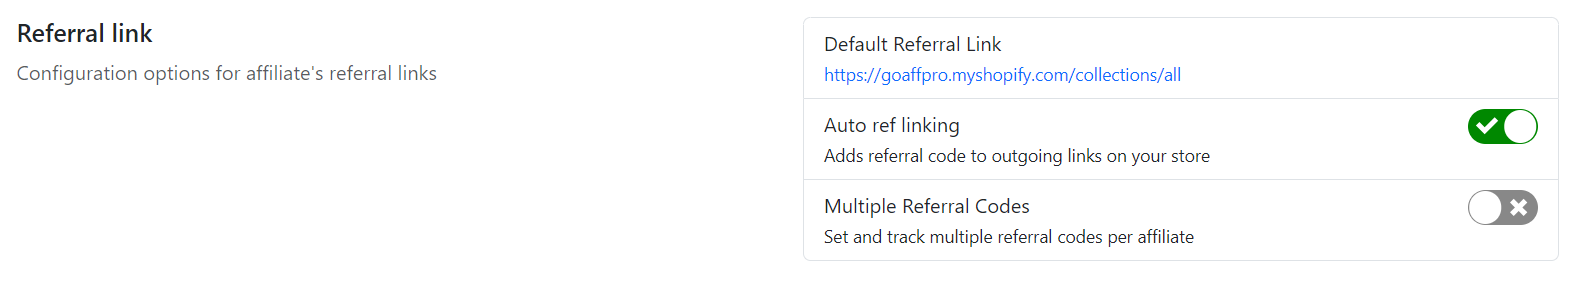 Referral link
Configuration options for affiliate's referral links
Default Referral Link
https://goaffpro.myshopify.com/collections/all
Auto ref linking
Adds referral code to outgoing links on your store
Multiple Referral Codes
Set and track multiple referral codes per affiliate